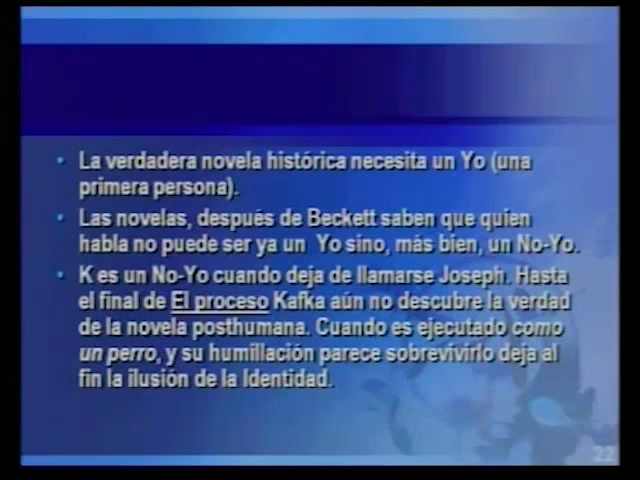 • La verdadera novela histórica necesita un Yo (una
primera persona).
• Las novelas, después de Beckett saben que quien
habla no puede ser ya un Yo sino, más bien, un No-Yo.
• K es un No-Yo cuando deja de llamarse Joseph. Hasta
el final de El proceso Kafka aún no descubre la verdad
de la novela posthumana. Cuando es ejecutado como
un perro, y su humillación parece sobrevivirlo deja al
fin la ilusión de la Identidad.
22